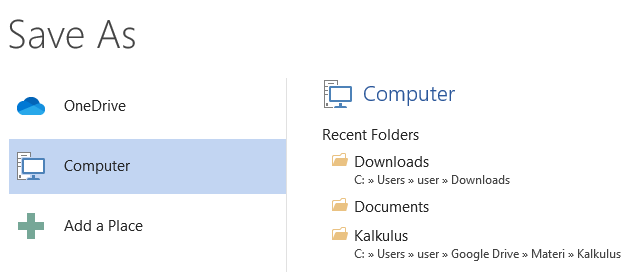 Save As
OneDrive
Computer
Add a Place
Computer
Recent Folders
Downloads
C: » Users » user » Downloads
Documents
Kalkulus
C: » Users » user » Google Drive » Materi » Kalkulus